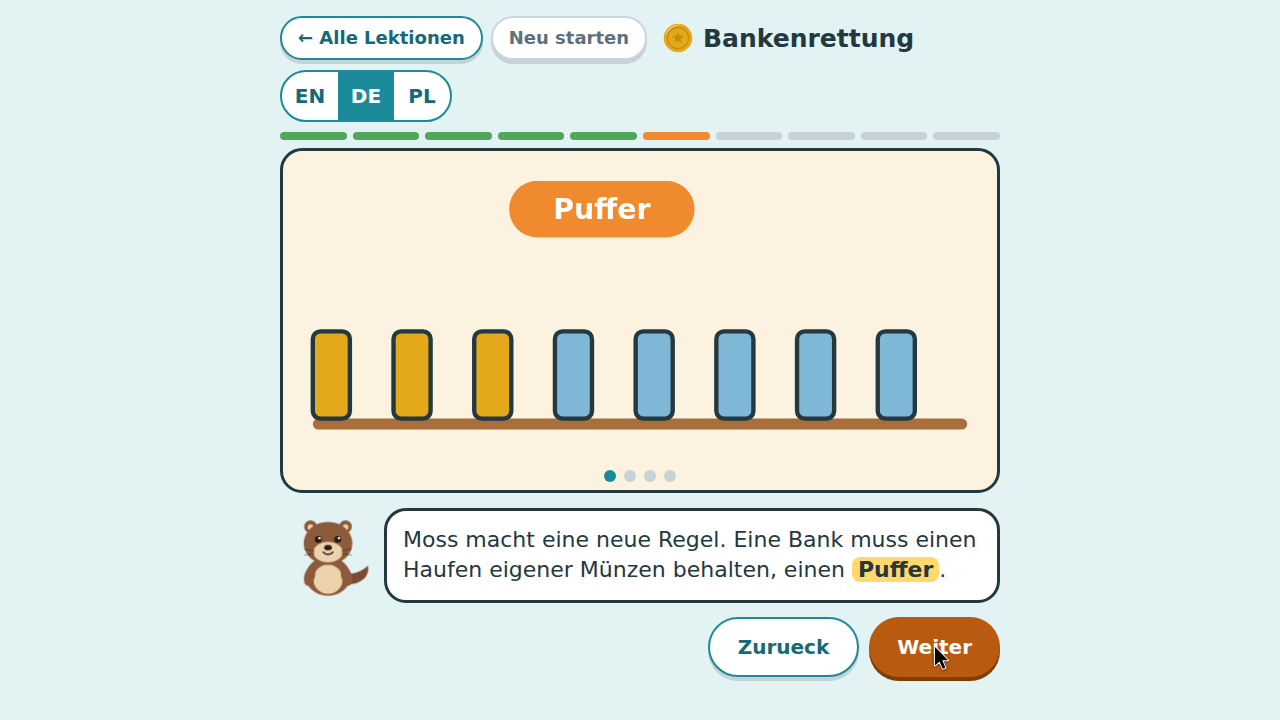 ← Alle Lektionen
Neu starten
Bankenrettung
EN DE PL
Puffer
Moss macht eine neue Regel. Eine Bank muss einen
Haufen eigener Münzen behalten, einen Puffer.
Zurueck
Weiter